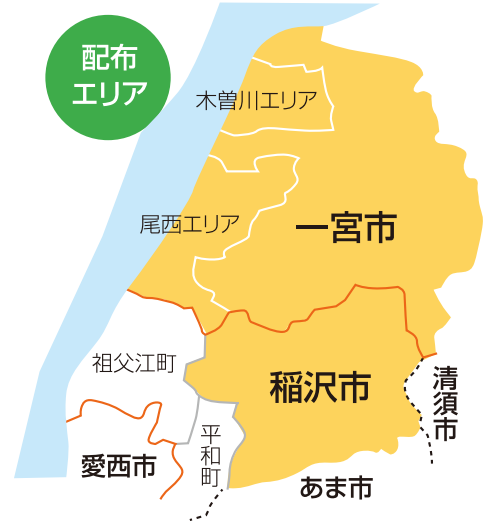 配布
エリア
木曽川エリア
尾西エリア
一宮市
祖父江町
稲沢市
清須市
平和町
愛西市
あま市